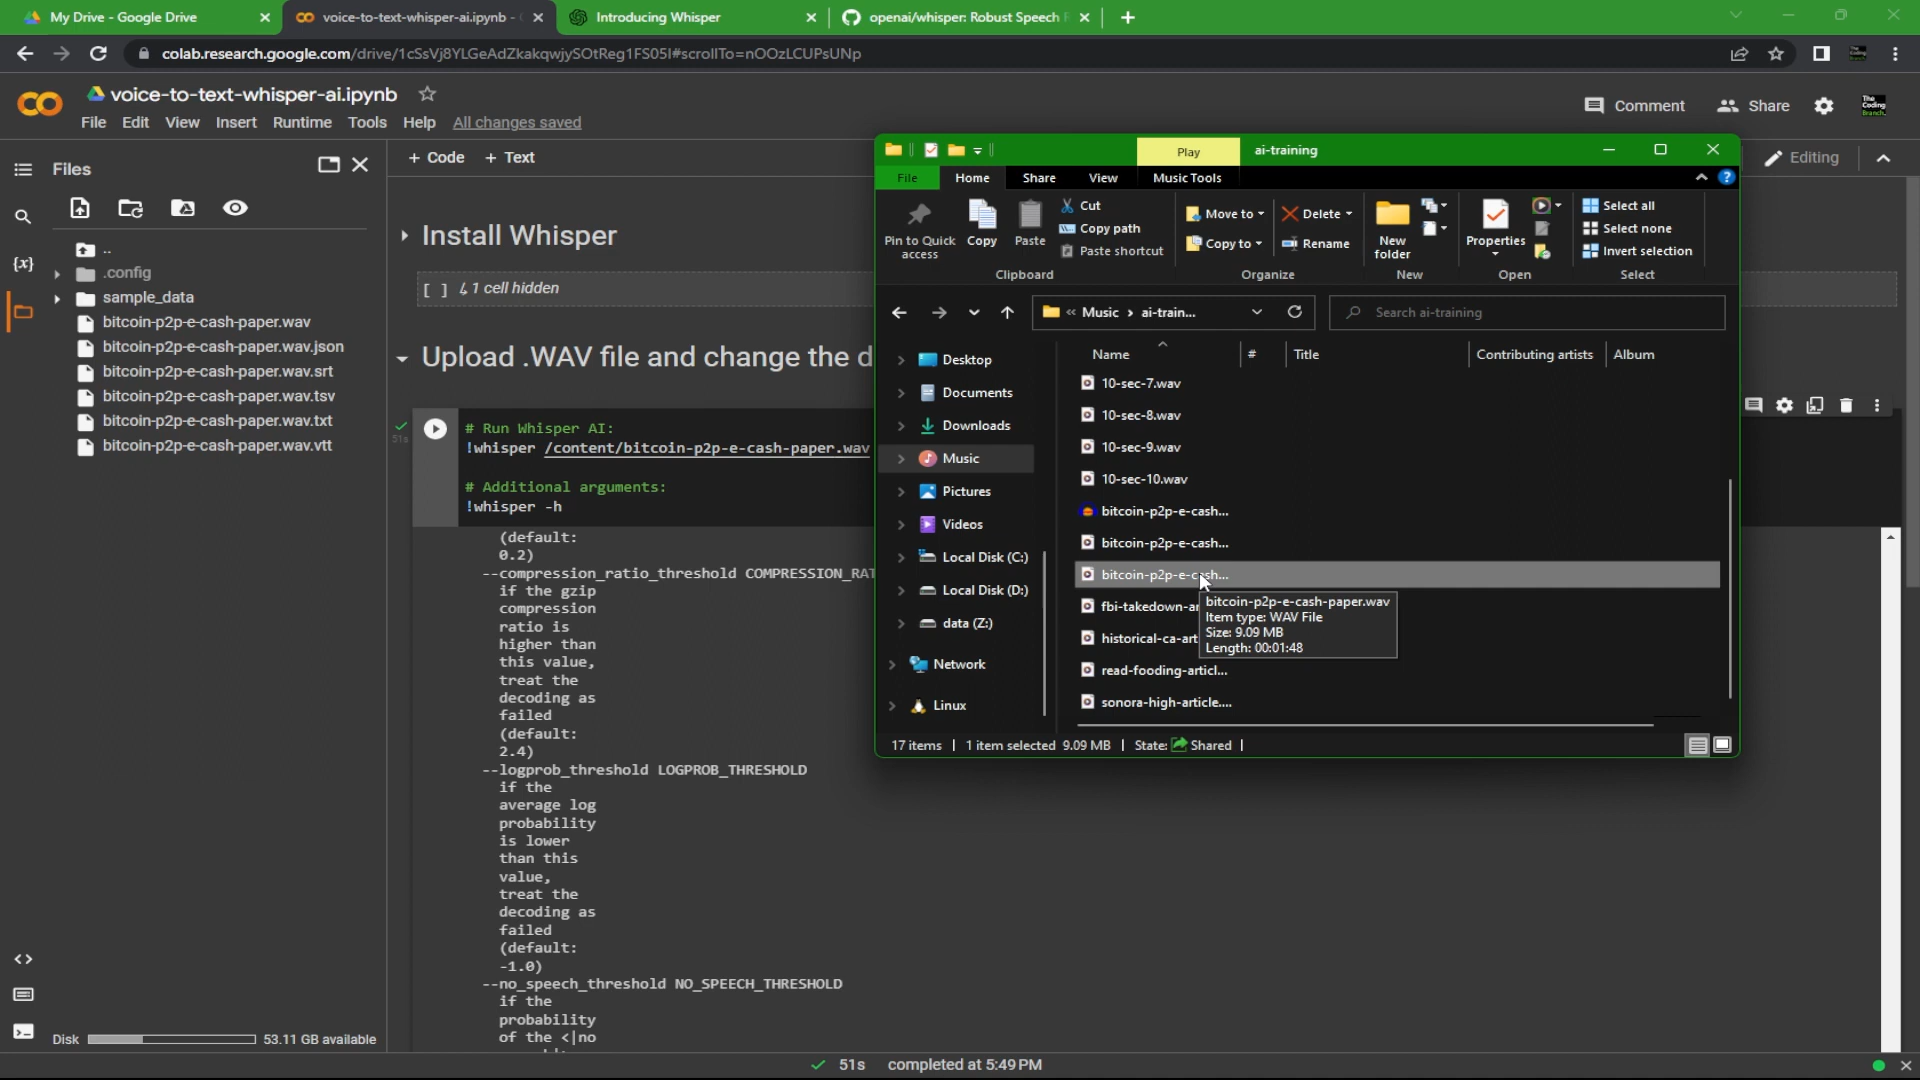 My Drive - Google Drive
voice-to-text-whisper-ai.ipynb -
Introducing Whisper
openai/whisper: Robust Speech
colab.research.google.com/drive/1cSsVj8YLGeAdZkakqwjySOtReg1FS05I#scrollTo=nOOzLCUPsUNp
voice-to-text-whisper-ai.ipynb
File Edit View Insert Runtime Tools Help All changes saved
Comment Share The Coding Branch.
Files
+ Code + Text
Editing
..
.config
sample_data
bitcoin-p2p-e-cash-paper.wav
bitcoin-p2p-e-cash-paper.wav.json
bitcoin-p2p-e-cash-paper.wav.srt
bitcoin-p2p-e-cash-paper.wav.tsv
bitcoin-p2p-e-cash-paper.wav.txt
bitcoin-p2p-e-cash-paper.wav.vtt
Disk 53.11 GB available
Install Whisper
[ ] ↳ 1 cell hidden
Upload .WAV file and change the d
51s
# Run Whisper AI:
!whisper /content/bitcoin-p2p-e-cash-paper.wav
# Additional arguments:
!whisper -h
(default:
0.2)
--compression_ratio_threshold COMPRESSION_RAT
if the gzip
compression
ratio is
higher than
this value,
treat the
decoding as
failed
(default:
2.4)
--logprob_threshold LOGPROB_THRESHOLD
if the
average log
probability
is lower
than this
value,
treat the
decoding as
failed
(default:
-1.0)
--no_speech_threshold NO_SPEECH_THRESHOLD
if the
probability
of the <|no
Play ai-training
File Home Share View Music Tools
Pin to Quick access
Copy
Paste
Cut
Copy path
Paste shortcut
Clipboard
Move to
Copy to
Delete
Rename
Organize
New folder
New
Properties
Open
Select all
Select none
Invert selection
Select
« Music › ai-train...
Search ai-training
Desktop
Documents
Downloads
Music
Pictures
Videos
Local Disk (C:)
Local Disk (D:)
data (Z:)
Network
Linux
Name # Title Contributing artists Album
10-sec-7.wav
10-sec-8.wav
10-sec-9.wav
10-sec-10.wav
bitcoin-p2p-e-cash...
bitcoin-p2p-e-cash...
bitcoin-p2p-e-cash...
fbi-takedown-ar
historical-ca-art
read-fooding-articl...
sonora-high-article....
bitcoin-p2p-e-cash-paper.wav
Item type: WAV File
Size: 9.09 MB
Length: 00:01:48
17 items 1 item selected 9.09 MB State: Shared
51s completed at 5:49 PM